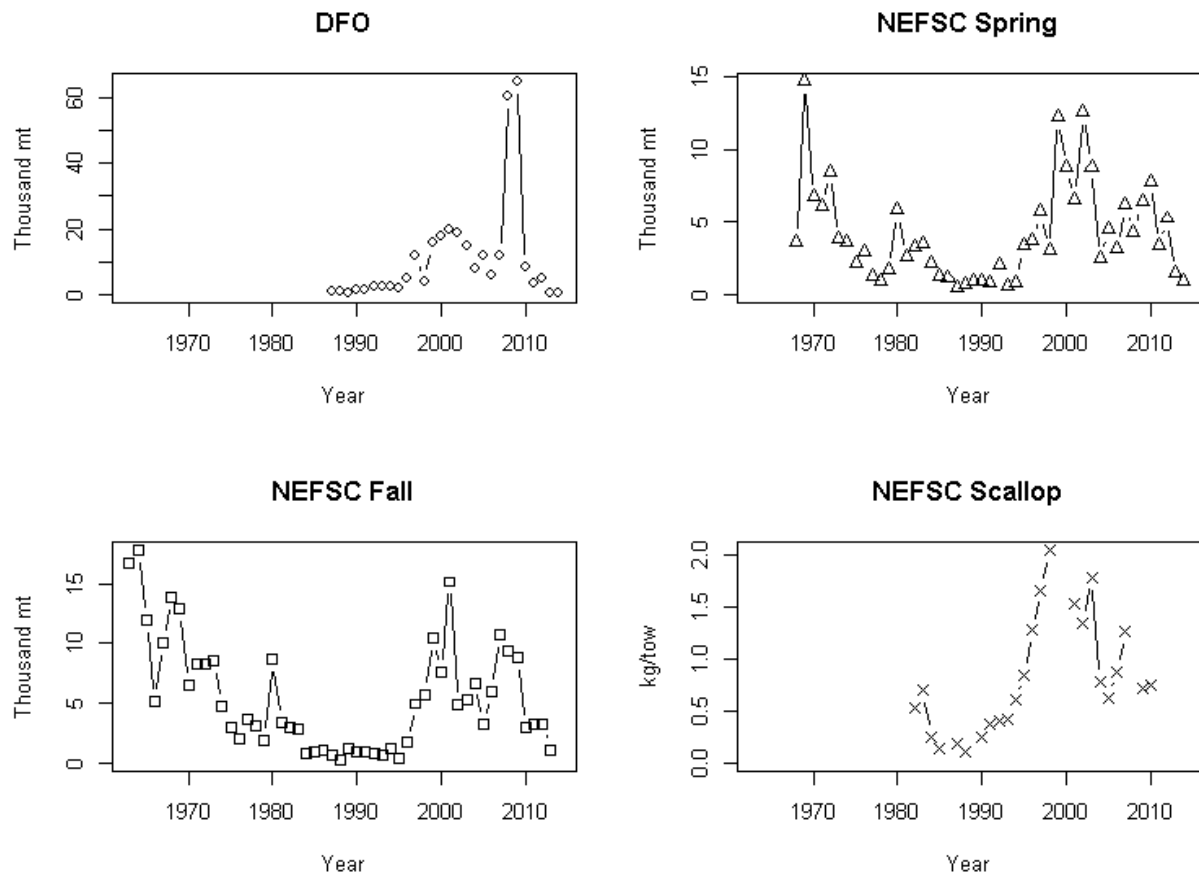 DFO
Thousand mt
0 20 40 60
1970 1980 1990 2000 2010
Year
NEFSC Spring
Thousand mt
0 5 10 15
1970 1980 1990 2000 2010
Year
NEFSC Fall
Thousand mt
0 5 10 15
1970 1980 1990 2000 2010
Year
NEFSC Scallop
kg/tow
0.0 0.5 1.0 1.5 2.0
1970 1980 1990 2000 2010
Year